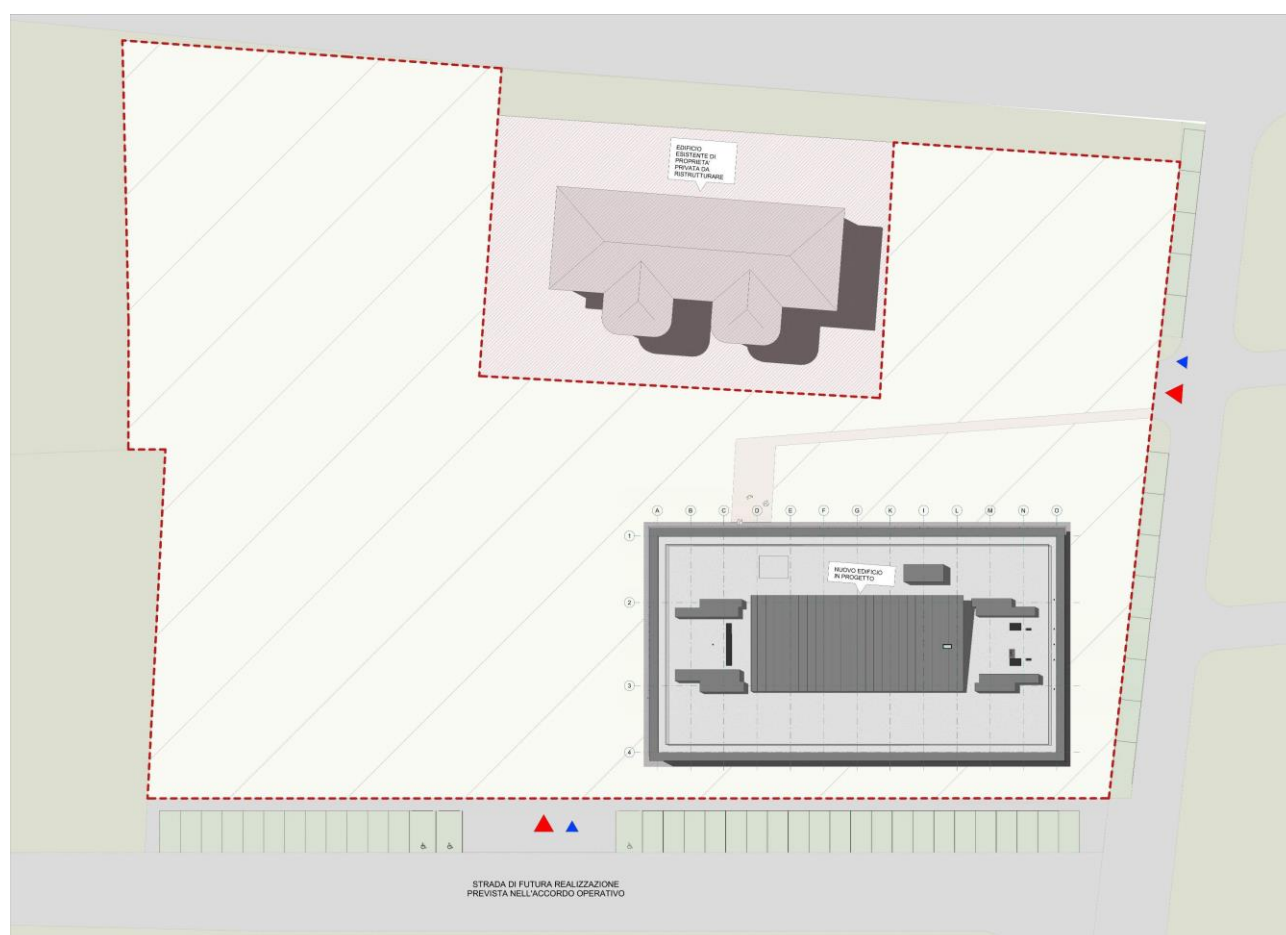 EDIFICIO
ESISTENTE DI
PROPRIETA'
PRIVATA DA
RISTRUTTURARE
A B C D E F G K I L M N O
1
NUOVO EDIFICIO
IN PROGETTO
2
3
4
STRADA DI FUTURA REALIZZAZIONE
PREVISTA NELL'ACCORDO OPERATIVO